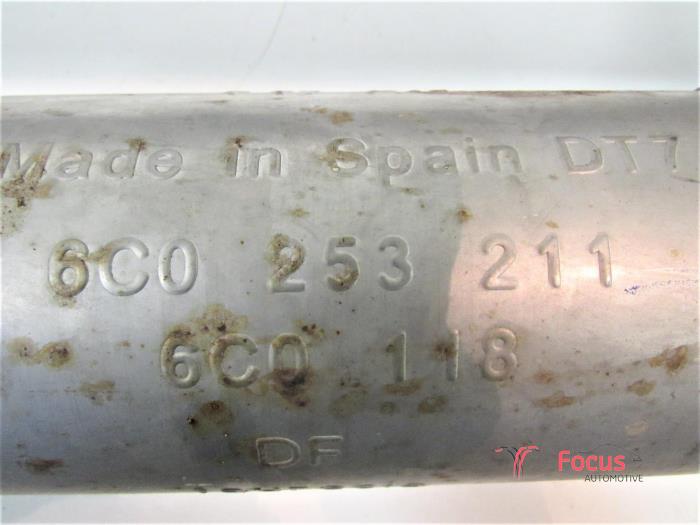 Made in Spain DT7
6C0 253 211
6C0 118
DF
Focus
AUTOMOTIVE